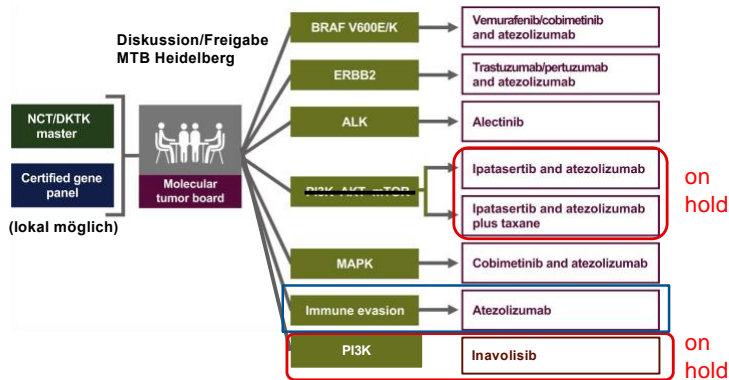 Diskussion/Freigabe
MTB Heidelberg
NCT/DKTK
master
Certified gene
panel
(lokal möglich)
Molecular
tumor board
BRAF V600E/K
Vemurafenib/cobimetinib
and atezolizumab
ERBB2
Trastuzumab/pertuzumab
and atezolizumab
ALK
Alectinib
PI3K-AKT-mTOR
Ipatasertib and atezolizumab
Ipatasertib and atezolizumab
plus taxane
on
hold
MAPK
Cobimetinib and atezolizumab
Immune evasion
Atezolizumab
PI3K
Inavolisib
on
hold